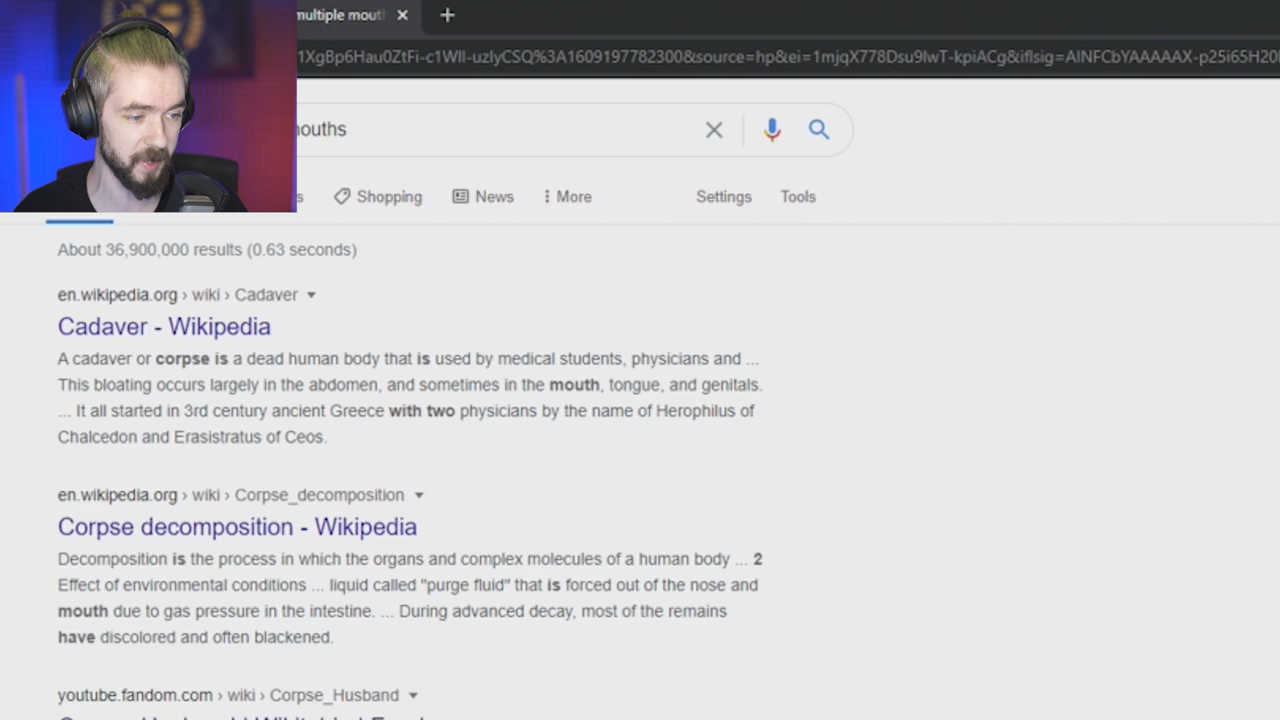 multiple mout
1XgBp6Hau0ZtFi-c1WIl-uzIyCSQ%3A1609197782300&source=hp&ei=1mjqX778Dsu9lwT-kpiACg&iflsig=AINFCbYAAAAAX-p25i65H20
ouths
s Shopping News More Settings Tools
About 36,900,000 results (0.63 seconds)
en.wikipedia.org › wiki › Cadaver
Cadaver - Wikipedia
A cadaver or corpse is a dead human body that is used by medical students, physicians and ...
This bloating occurs largely in the abdomen, and sometimes in the mouth, tongue, and genitals.
... It all started in 3rd century ancient Greece with two physicians by the name of Herophilus of
Chalcedon and Erasistratus of Ceos.
en.wikipedia.org › wiki › Corpse_decomposition
Corpse decomposition - Wikipedia
Decomposition is the process in which the organs and complex molecules of a human body ... 2
Effect of environmental conditions ... liquid called "purge fluid" that is forced out of the nose and
mouth due to gas pressure in the intestine. ... During advanced decay, most of the remains
have discolored and often blackened.
youtube.fandom.com › wiki › Corpse_Husband